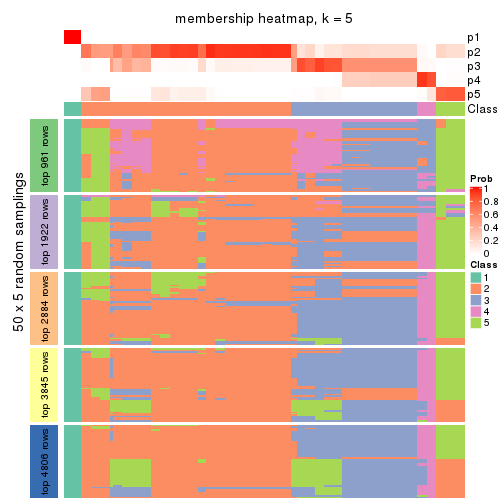 membership heatmap, k = 5
p1
p2
p3
p4
p5
Class
50 x 5 random samplings
top 961 rows
top 1922 rows
top 2884 rows
top 3845 rows
top 4806 rows
Prob
1
0.8
0.6
0.4
0.2
0
Class
1
2
3
4
5